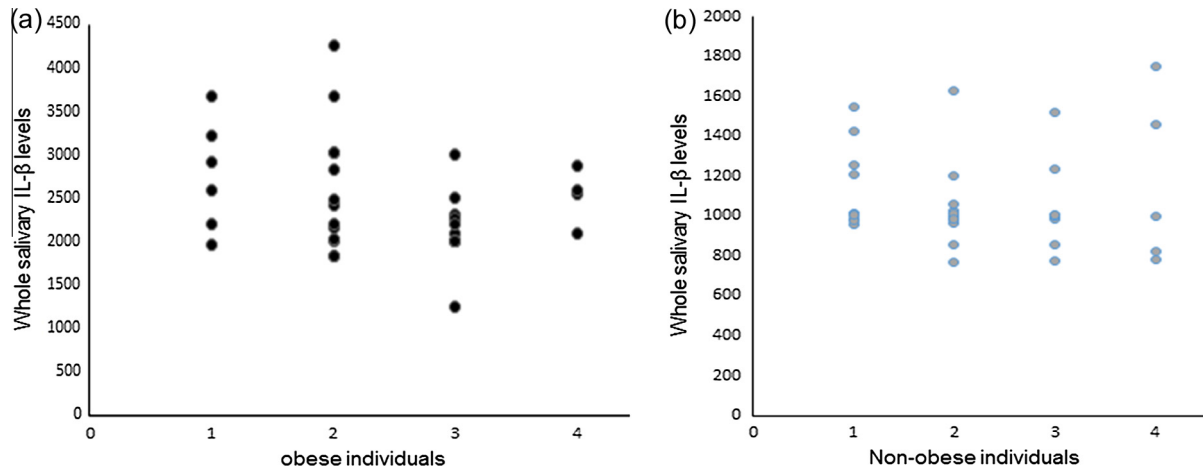 (a)
Whole salivary IL-β levels
4500
4000
3500
3000
2500
2000
1500
1000
500
0
0 1 2 3 4
obese individuals
(b)
Whole salivary IL-β levels
2000
1800
1600
1400
1200
1000
800
600
400
200
0
0 1 2 3 4
Non-obese individuals